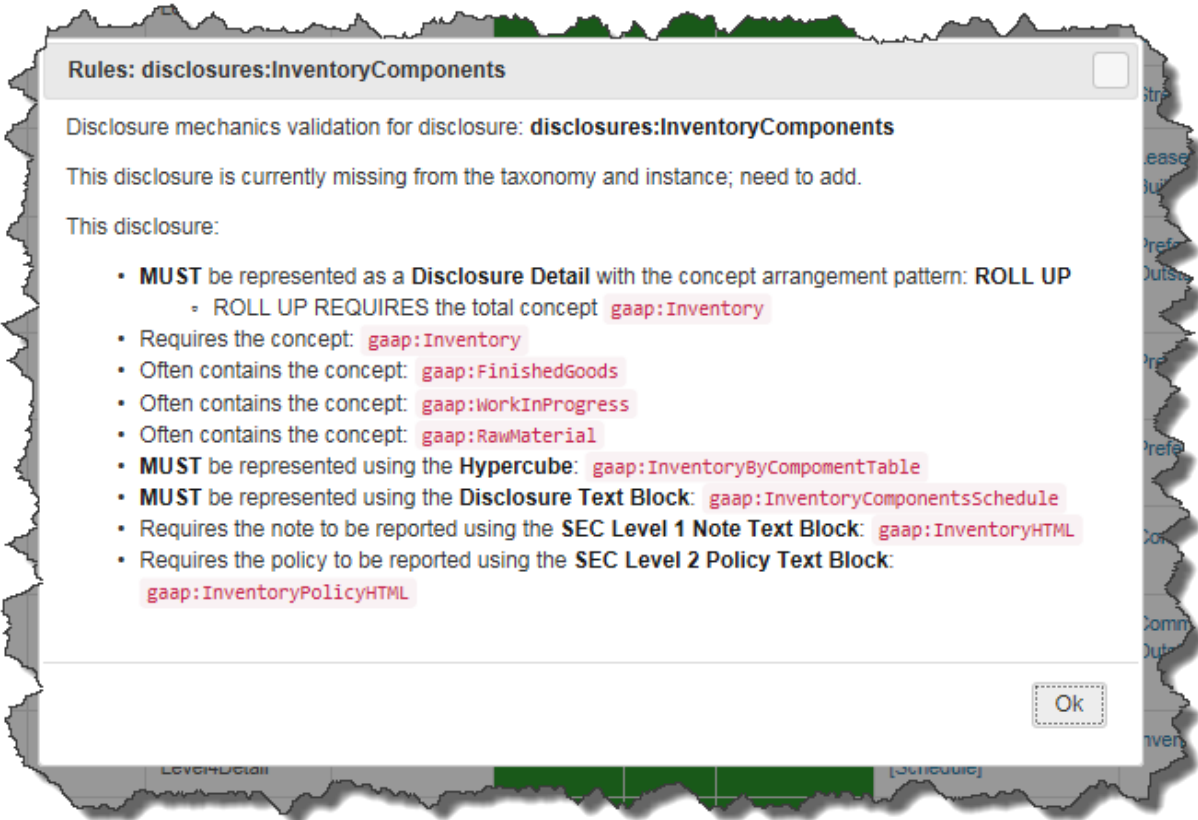 Rules: disclosures:InventoryComponents
Disclosure mechanics validation for disclosure: disclosures:InventoryComponents
This disclosure is currently missing from the taxonomy and instance; need to add.
This disclosure:
• MUST be represented as a Disclosure Detail with the concept arrangement pattern: ROLL UP
◦ ROLL UP REQUIRES the total concept gaap:Inventory
• Requires the concept: gaap:Inventory
• Often contains the concept: gaap:FinishedGoods
• Often contains the concept: gaap:WorkInProgress
• Often contains the concept: gaap:RawMaterial
• MUST be represented using the Hypercube: gaap:InventoryByCompomentTable
• MUST be represented using the Disclosure Text Block: gaap:InventoryComponentsSchedule
• Requires the note to be reported using the SEC Level 1 Note Text Block: gaap:InventoryHTML
• Requires the policy to be reported using the SEC Level 2 Policy Text Block:
gaap:InventoryPolicyHTML
Ok
Level4Detail
[Schedule]